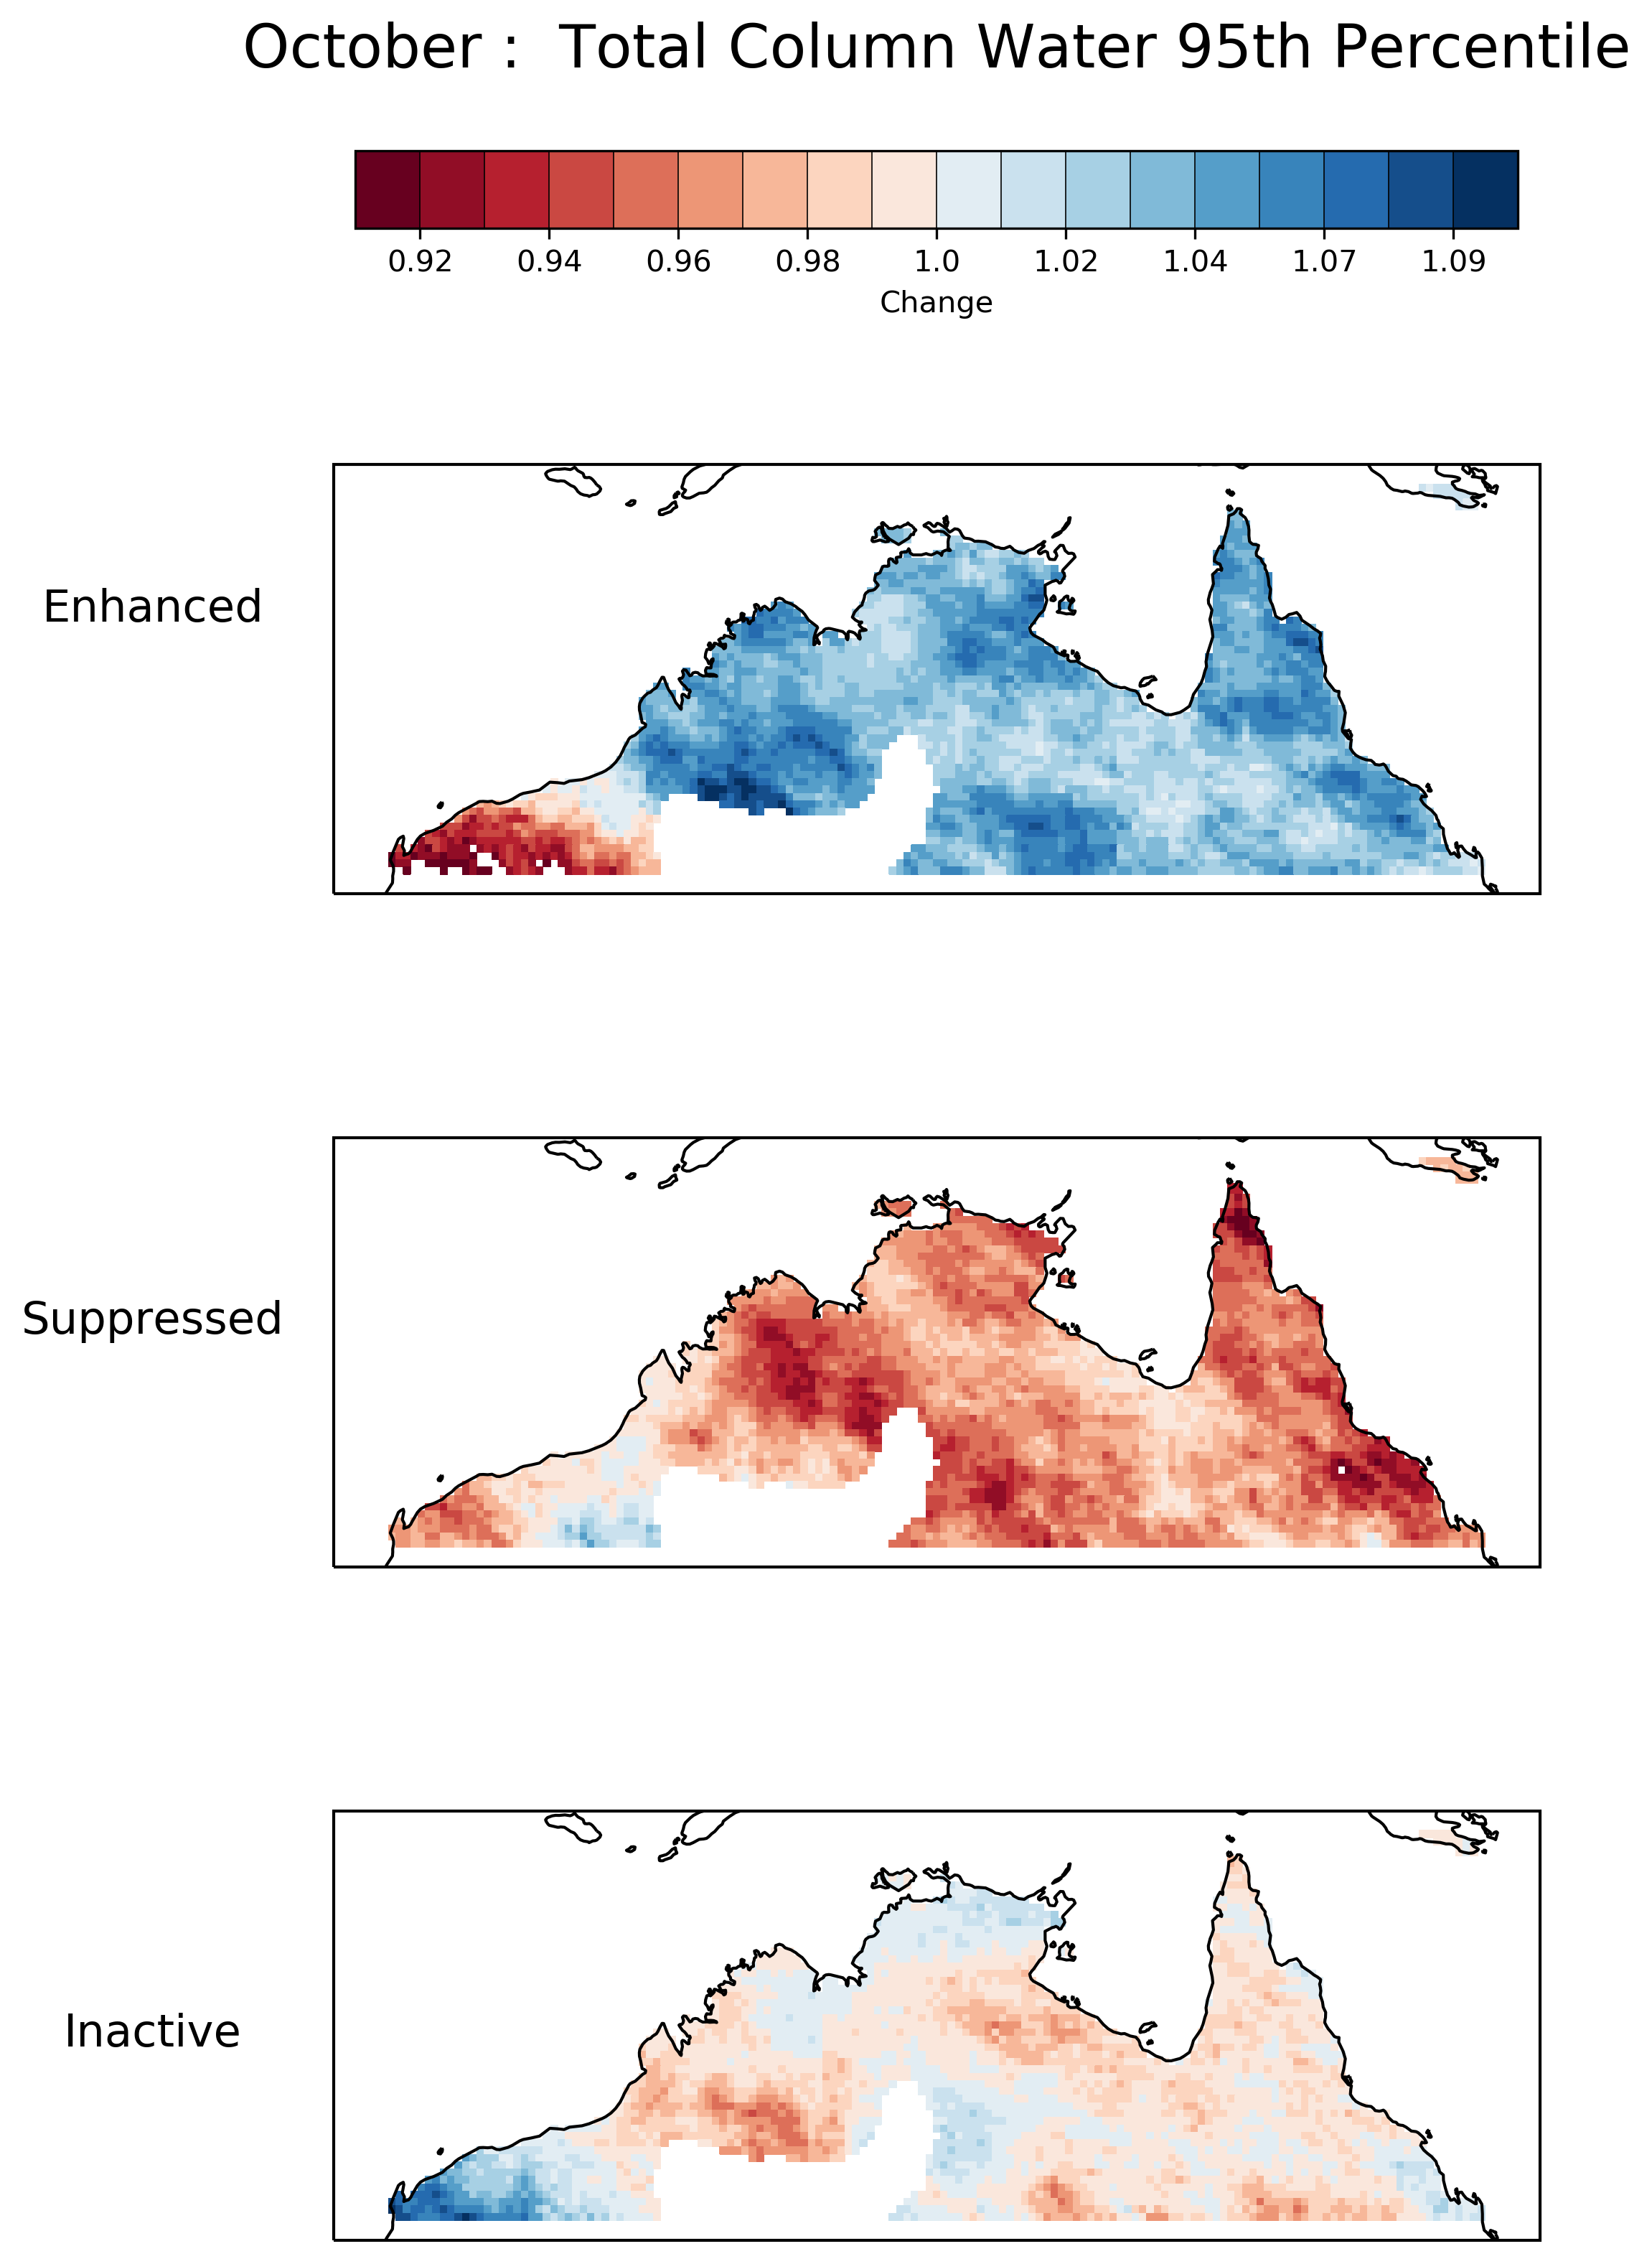 October :  Total Column Water 95th Percentile
0.92 0.94 0.96 0.98 1.0 1.02 1.04 1.07 1.09
Change
Enhanced
Suppressed
Inactive